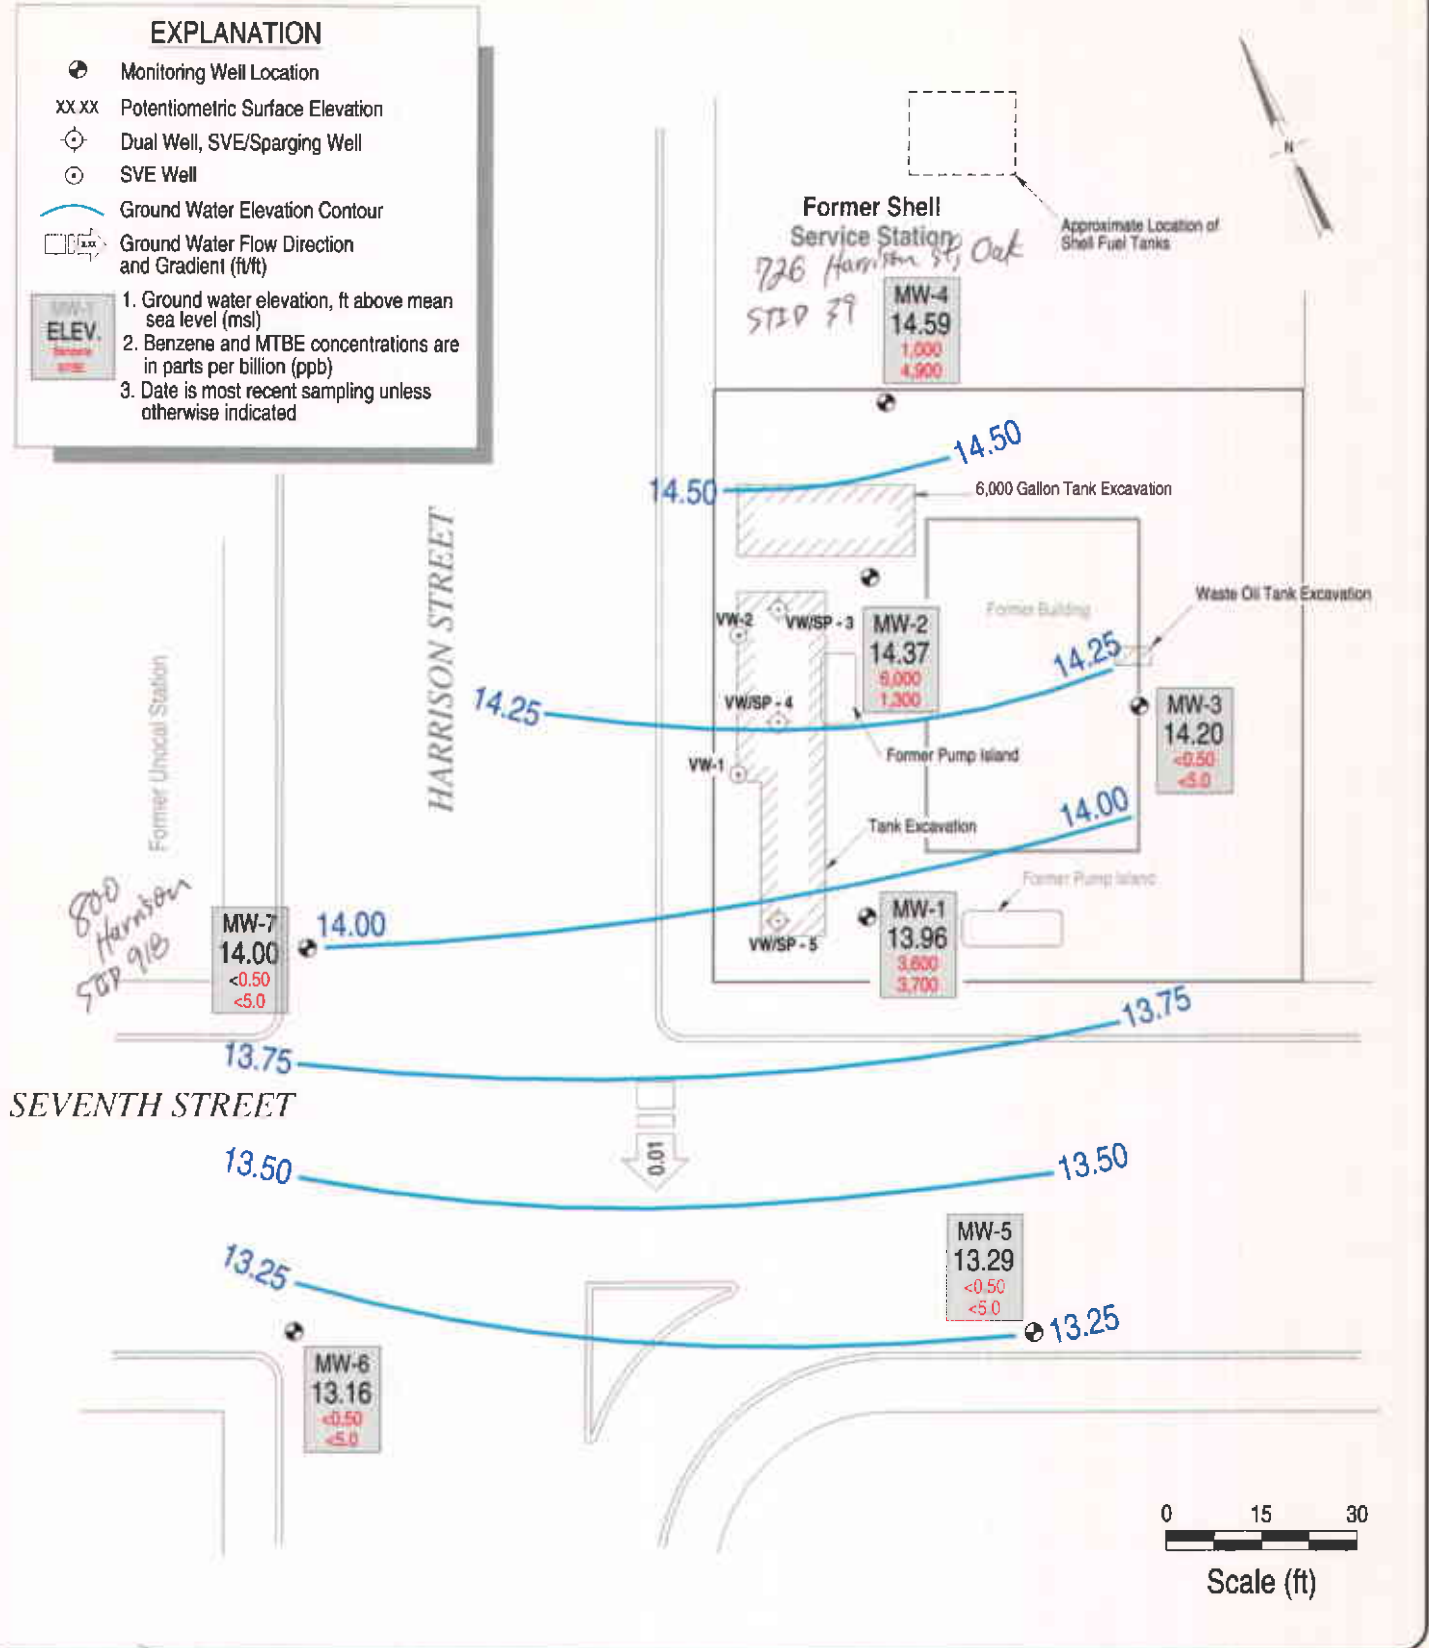 EXPLANATION
Monitoring Well Location
XX.XX Potentiometric Surface Elevation
Dual Well, SVE/Sparging Well
SVE Well
Ground Water Elevation Contour
x.xx Ground Water Flow Direction
and Gradient (ft/ft)
MW-1
ELEV.
Benzene
MTBE
1. Ground water elevation, ft above mean
sea level (msl)
2. Benzene and MTBE concentrations are
in parts per billion (ppb)
3. Date is most recent sampling unless
otherwise indicated
N
Approximate Location of
Shell Fuel Tanks
Former Shell
Service Station
726 Harrison St, Oak
STID 39
MW-4
14.59
1,000
4,900
14.50
14.50
6,000 Gallon Tank Excavation
HARRISON STREET
Former Unocal Station
Former Building
Waste Oil Tank Excavation
VW-2
VW/SP - 3
MW-2
14.37
6,000
1,300
14.25
14.25
VW/SP - 4
MW-3
14.20
<0.50
<5.0
VW-1
Former Pump Island
14.00
Tank Excavation
Former Pump Island
800
Harrison
STID 918
MW-7
14.00
<0.50
<5.0
14.00
VW/SP - 5
MW-1
13.96
3,600
3,700
13.75
13.75
SEVENTH STREET
0.01
13.50
13.50
MW-5
13.29
<0.50
<5.0
13.25
13.25
MW-6
13.16
<0.50
<5.0
0 15 30
Scale (ft)